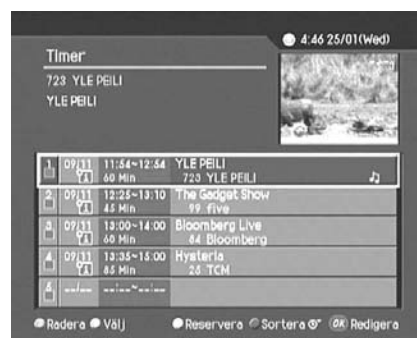 4:46 25/01(Wed)
Timer
723 YLE PEILI
YLE PEILI
1 09/11 11:54~12:54 YLE PEILI
60 Min 723 YLE PEILI
2 09/11 12:25~13:10 The Gadget Show
45 Min 99 five
3 09/11 13:00~14:00 Bloomberg Live
60 Min 84 Bloomberg
4 09/11 13:35~15:00 Hysteria
85 Min 25 TCM
5 --/-- --:--~--:--
Radera Välj Reservera Sortera OK Redigera